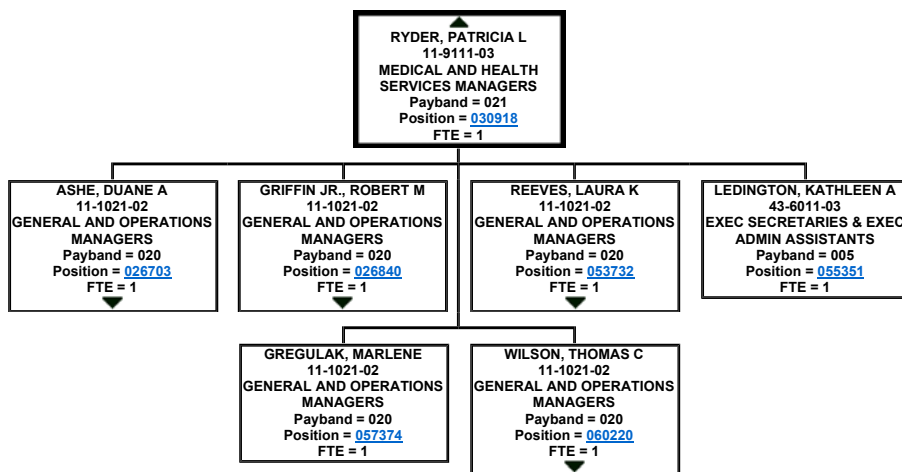 RYDER, PATRICIA L
11-9111-03
MEDICAL AND HEALTH
SERVICES MANAGERS
Payband = 021
Position = 030918
FTE = 1
ASHE, DUANE A
11-1021-02
GENERAL AND OPERATIONS
MANAGERS
Payband = 020
Position = 026703
FTE = 1
GRIFFIN JR., ROBERT M
11-1021-02
GENERAL AND OPERATIONS
MANAGERS
Payband = 020
Position = 026840
FTE = 1
REEVES, LAURA K
11-1021-02
GENERAL AND OPERATIONS
MANAGERS
Payband = 020
Position = 053732
FTE = 1
LEDINGTON, KATHLEEN A
43-6011-03
EXEC SECRETARIES & EXEC
ADMIN ASSISTANTS
Payband = 005
Position = 055351
FTE = 1
GREGULAK, MARLENE
11-1021-02
GENERAL AND OPERATIONS
MANAGERS
Payband = 020
Position = 057374
FTE = 1
WILSON, THOMAS C
11-1021-02
GENERAL AND OPERATIONS
MANAGERS
Payband = 020
Position = 060220
FTE = 1